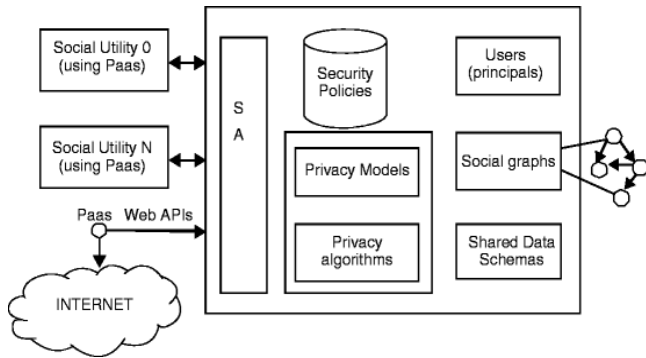 Social Utility 0
(using Paas)
Social Utility N
(using Paas)
Paas Web APIs
INTERNET
S
A
Security
Policies
Privacy Models
Privacy
algorithms
Users
(principals)
Social graphs
Shared Data
Schemas